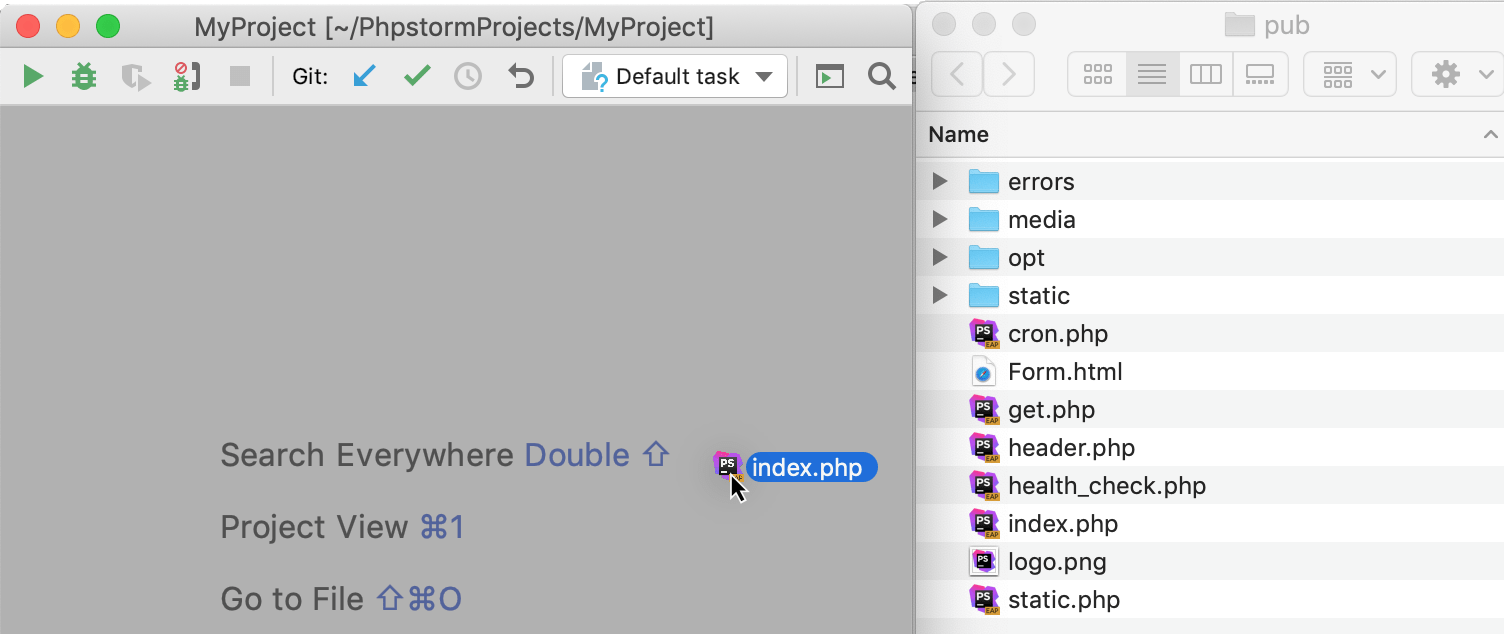 MyProject [~/PhpstormProjects/MyProject]
Git:
Default task
Search Everywhere Double ⇧
index.php
Project View ⌘1
Go to File ⇧⌘O
pub
Name
errors
media
opt
static
cron.php
Form.html
get.php
header.php
health_check.php
index.php
logo.png
static.php